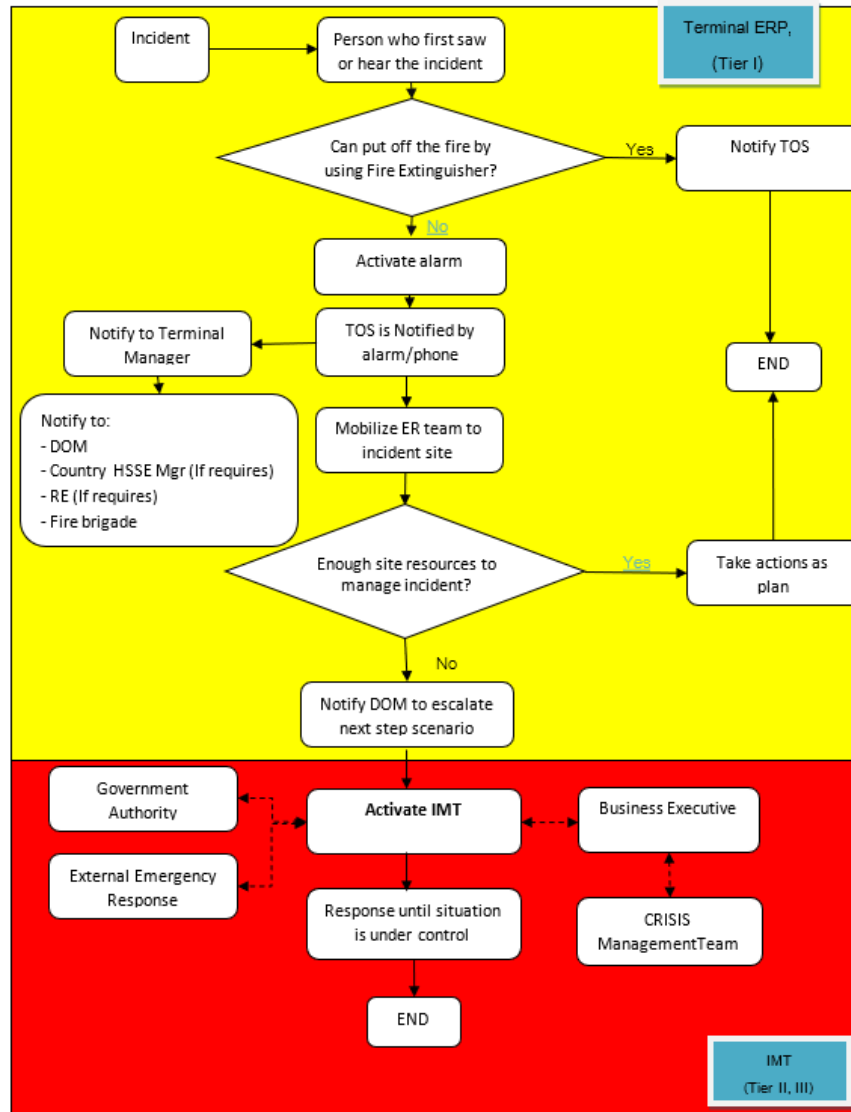 Terminal ERP,
(Tier I)
Incident
Person who first saw
or hear the incident
Can put off the fire by
using Fire Extinguisher?
Yes
Notify TOS
No
Activate alarm
Notify to Terminal
Manager
TOS is Notified by
alarm/phone
END
Notify to:
- DOM
- Country HSSE Mgr (If requires)
- RE (If requires)
- Fire brigade
Mobilize ER team to
incident site
Enough site resources to
manage incident?
Yes
Take actions as
plan
No
Notify DOM to escalate
next step scenario
Government
Authority
Activate IMT
Business Executive
External Emergency
Response
Response until situation
is under control
CRISIS
ManagementTeam
END
IMT
(Tier II, III)